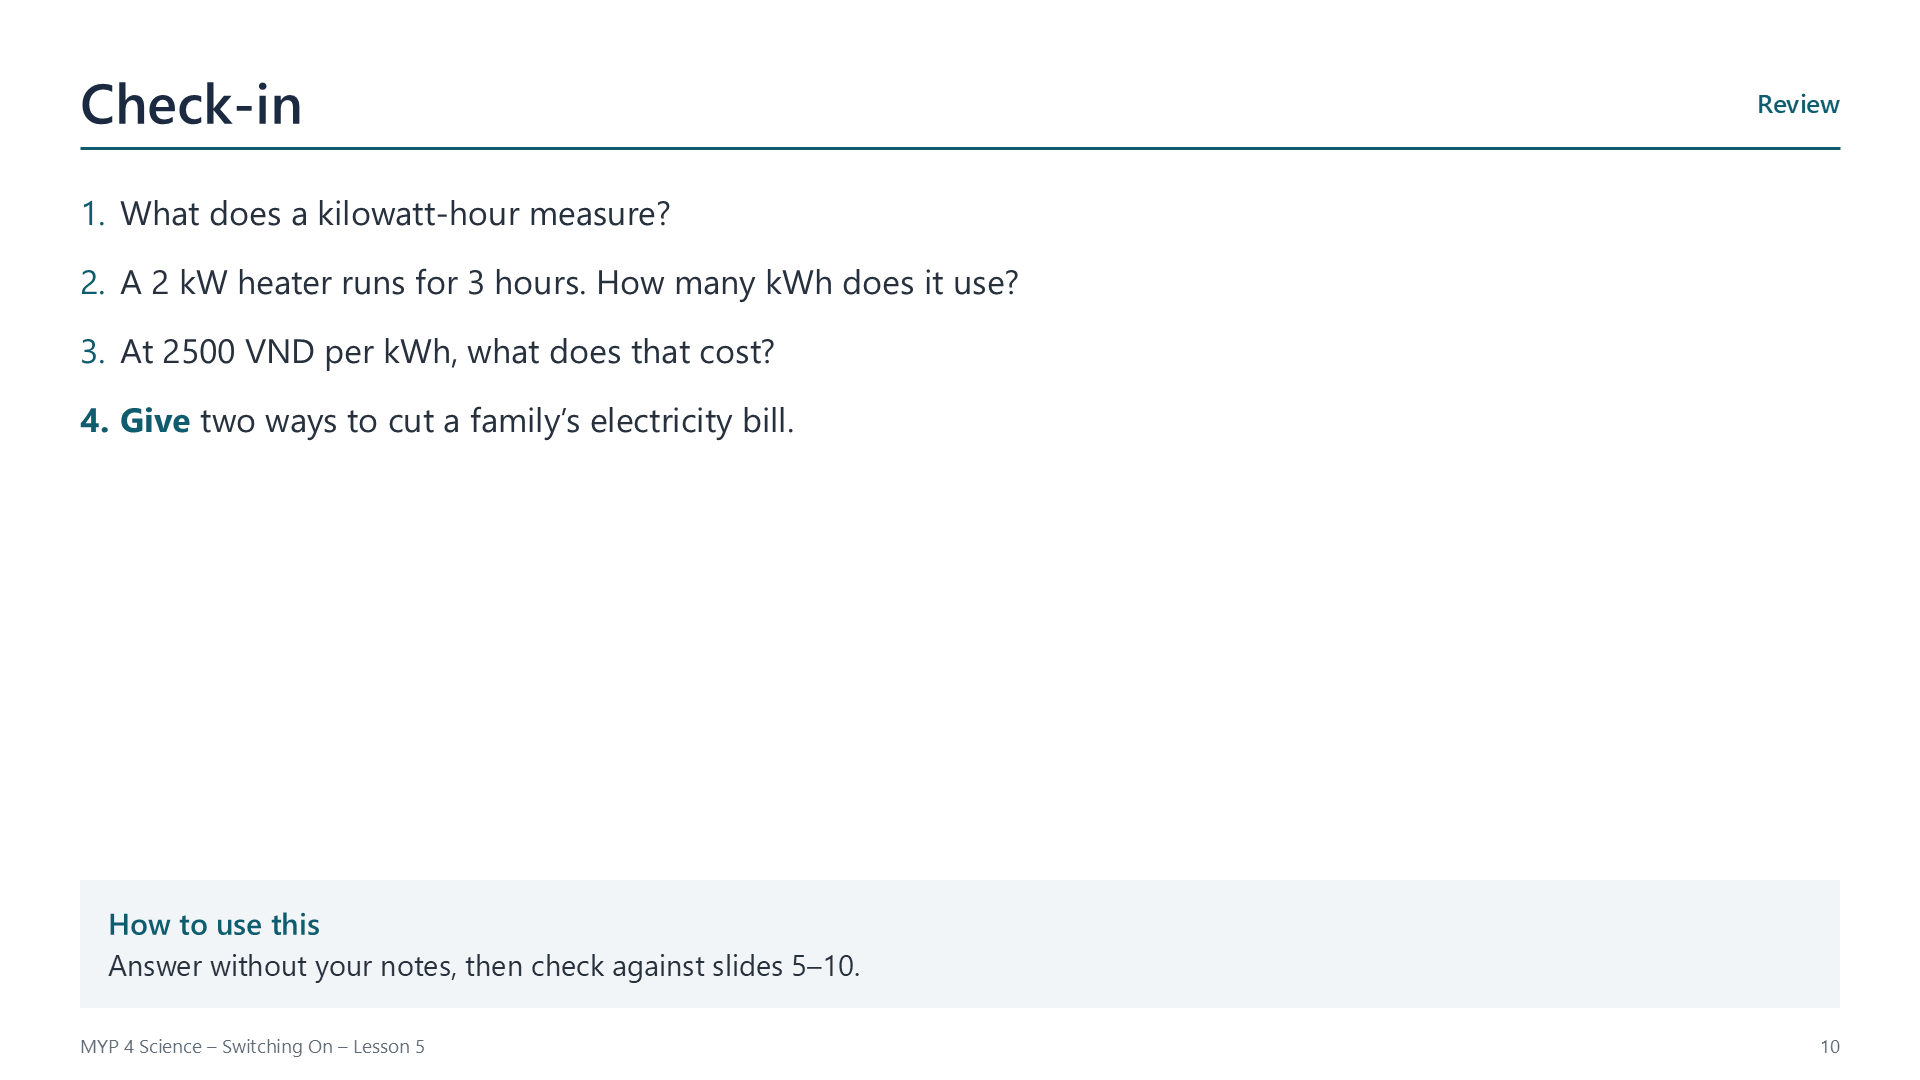 Check-in
Review
1. What does a kilowatt-hour measure?
2. A 2 kW heater runs for 3 hours. How many kWh does it use?
3. At 2500 VND per kWh, what does that cost?
4. Give two ways to cut a family’s electricity bill.
How to use this
Answer without your notes, then check against slides 5–10.
MYP 4 Science – Switching On – Lesson 5
10